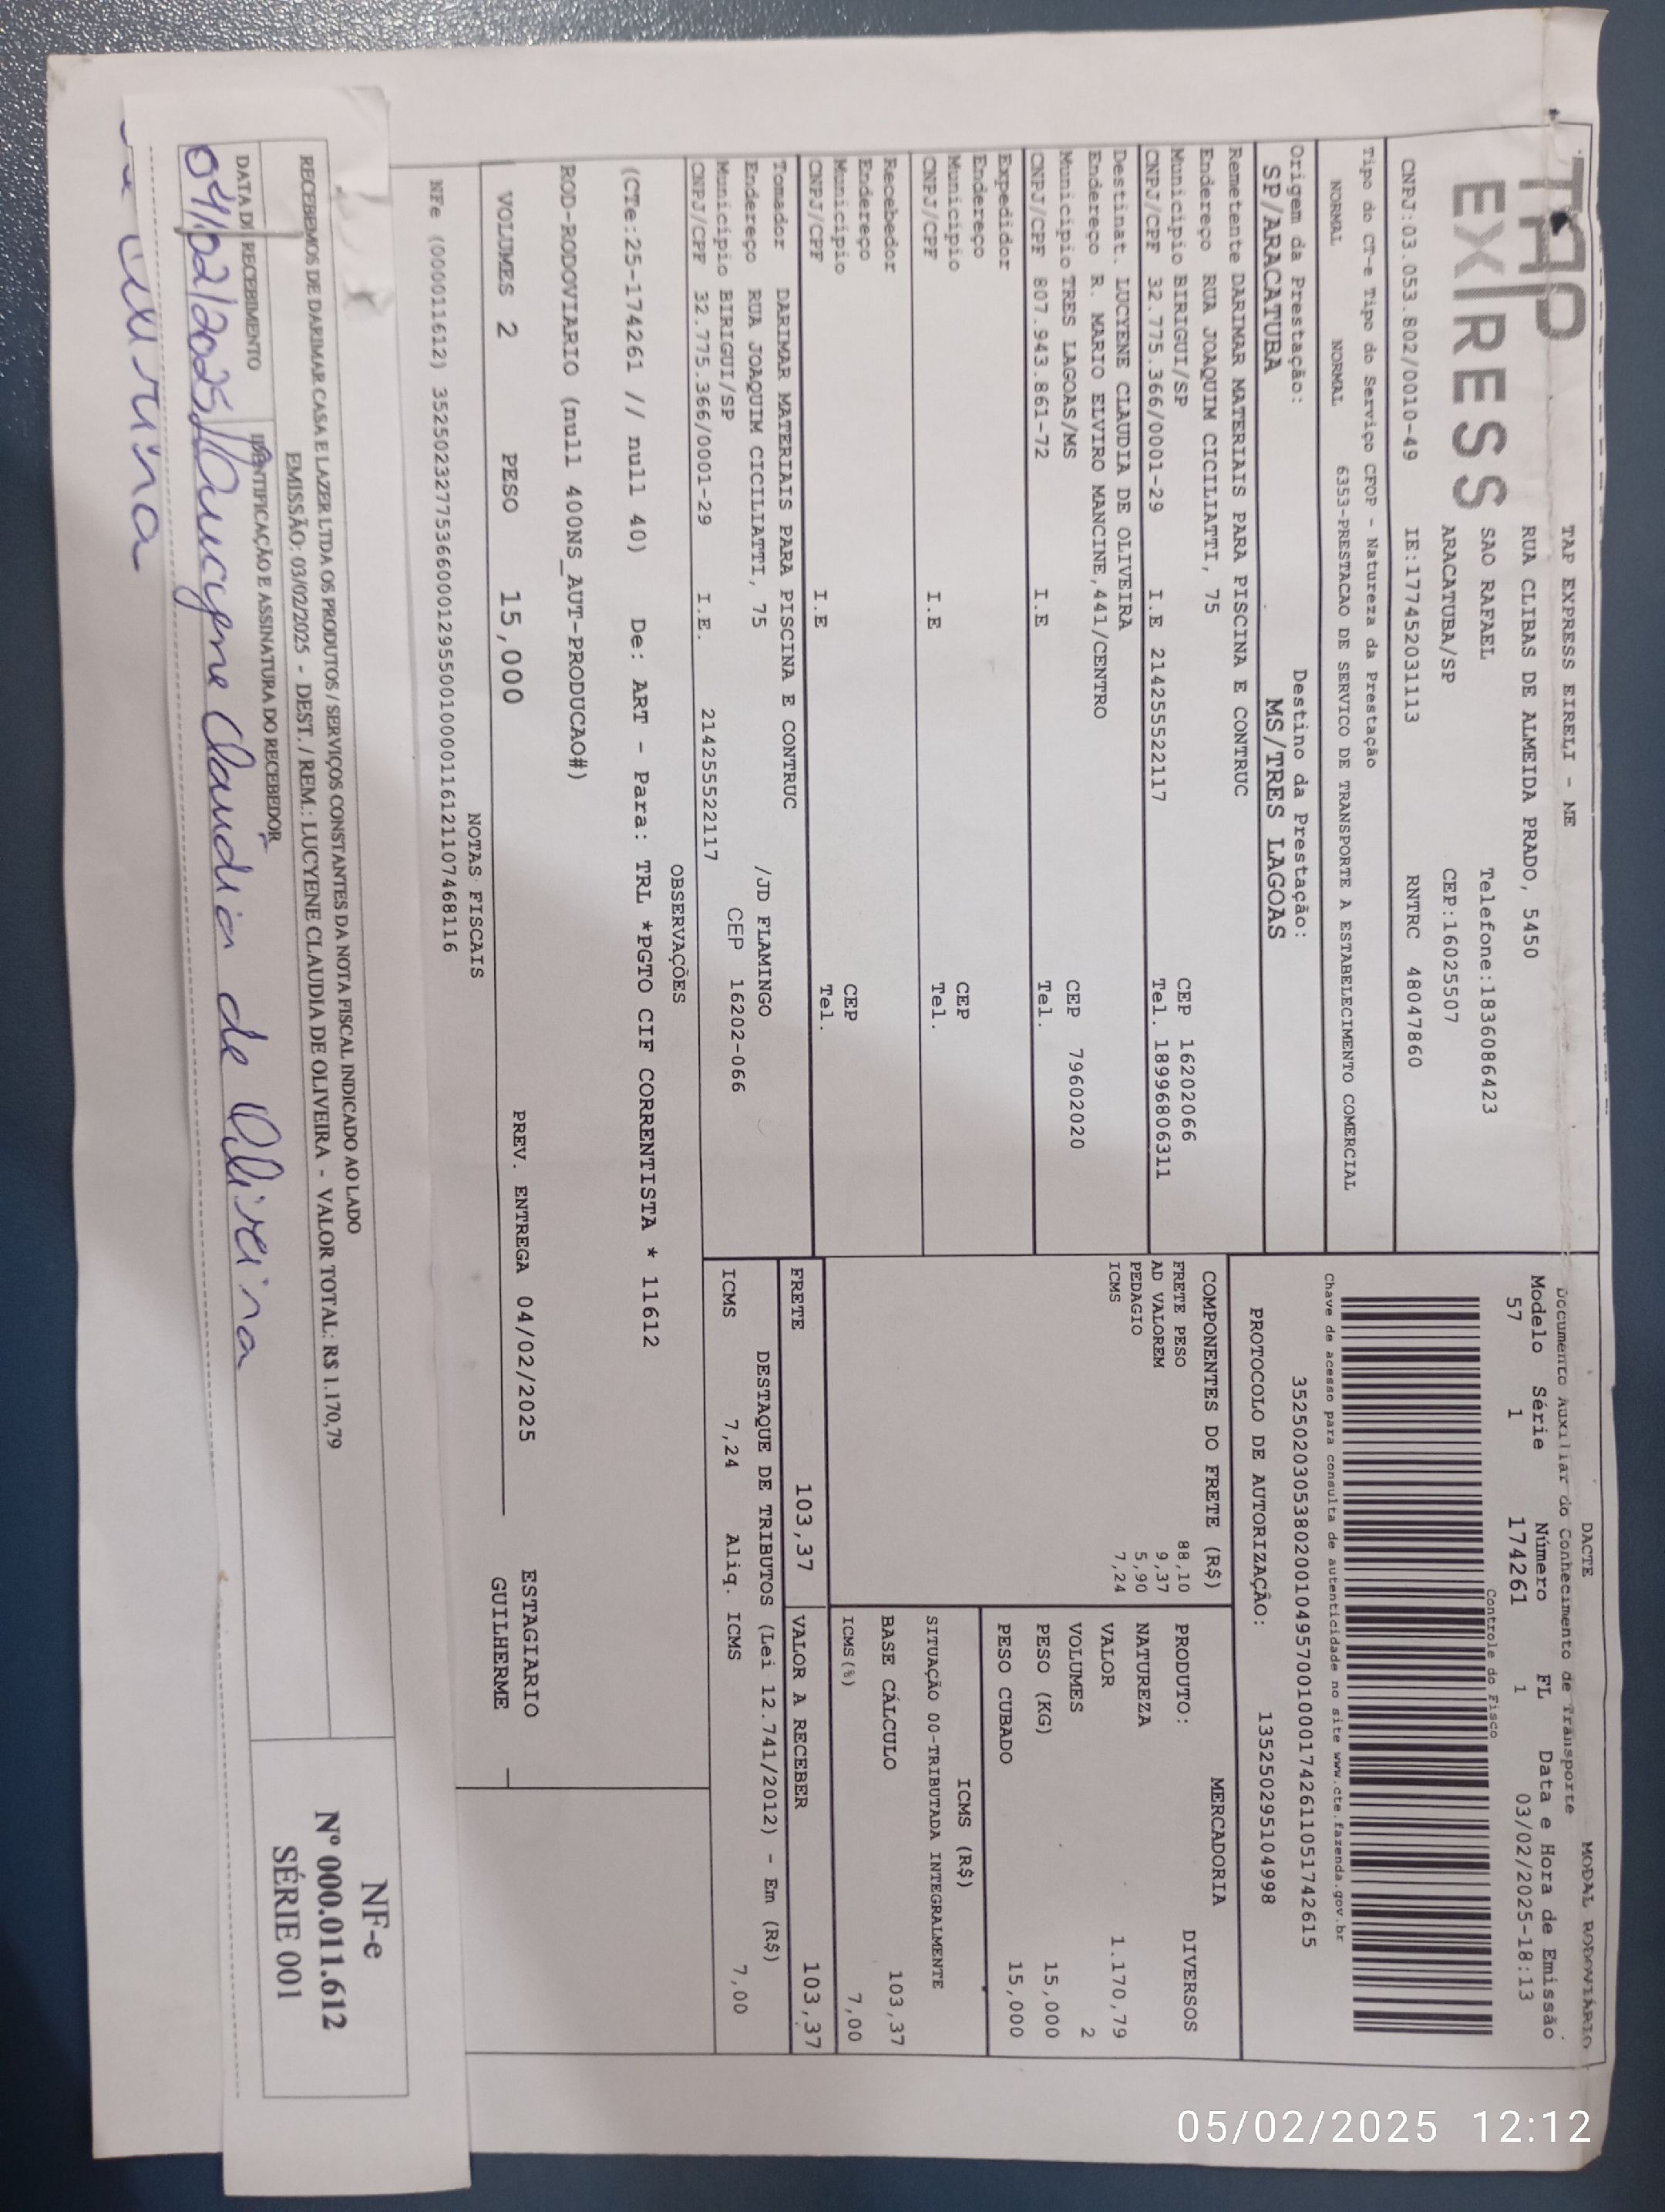 TAP
EXPRESS
TAP EXPRESS EIRELI - ME
RUA CLIBAS DE ALMEIDA PRADO, 5450
SAO RAFAEL Telefone:1836086423
ARACATUBA/SP CEP:16025507
CNPJ:03.053.802/0010-49 IE:177452031113 RNTRC 48047860
DACTE MODAL RODOVIÁRIO
Documento Auxiliar do Conhecimento de Transporte
Modelo Série Número FL Data e Hora de Emissão
57 1 174261 1 03/02/2025-18:13
Controle do Fisco
Chave de acesso para consulta de autenticidade no site www.cte.fazenda.gov.br
35250203053802001049570010001742611051742615
PROTOCOLO DE AUTORIZAÇÃO: 135250295104998
Tipo do CT-e Tipo do Serviço CFOP - Natureza da Prestação
NORMAL NORMAL 6353-PRESTACAO DE SERVICO DE TRANSPORTE A ESTABELECIMENTO COMERCIAL
Origem da Prestação: Destino da Prestação:
SP/ARACATUBA MS/TRES LAGOAS
Remetente DARIMAR MATERIAIS PARA PISCINA E CONTRUC
Endereço RUA JOAQUIM CICILIATTI, 75
Municipio BIRIGUI/SP CEP 16202066
CNPJ/CPF 32.775.366/0001-29 I.E 214255522117 Tel. 18996806311
Destinat. LUCYENE CLAUDIA DE OLIVEIRA
Endereço R. MARIO ELVIRO MANCINE,441/CENTRO
Municipio TRES LAGOAS/MS CEP 79602020
CNPJ/CPF 807.943.861-72 I.E Tel.
Expedidor
Endereço
Municipio CEP
CNPJ/CPF I.E Tel.
Recebedor
Endereço
Municipio CEP
CNPJ/CPF I.E Tel.
Tomador DARIMAR MATERIAIS PARA PISCINA E CONTRUC
Endereço RUA JOAQUIM CICILIATTI, 75 /JD FLAMINGO
Municipio BIRIGUI/SP CEP 16202-066
CNPJ/CPF 32.775.366/0001-29 I.E. 214255522117
COMPONENTES DO FRETE (R$)
FRETE PESO 88,10
AD VALOREM 9,37
PEDAGIO 5,90
ICMS 7,24
MERCADORIA
PRODUTO: DIVERSOS
NATUREZA
VALOR 1.170,79
VOLUMES 2
PESO (KG) 15,000
PESO CUBADO 15,000
ICMS (R$)
SITUAÇÃO 00-TRIBUTADA INTEGRALMENTE
BASE CÁLCULO 103,37
ICMS(%) 7,00
FRETE 103,37 VALOR A RECEBER 103,37
DESTAQUE DE TRIBUTOS (Lei 12.741/2012) - Em (R$)
ICMS 7,24 Aliq. ICMS 7,00
OBSERVAÇÕES
(CTe:25-174261 // null 40) De: ART - Para: TRL *PGTO CIF CORRENTISTA * 11612
ROD-RODOVIARIO (null 400NS_AUT-PRODUCAO#)
VOLUMES 2 PESO 15,000 PREV. ENTREGA 04/02/2025 ESTAGIARIO
GUILHERME
NOTAS FISCAIS
NFe (000011612) 35250232775366000129550010000116121107468116
RECEBEMOS DE DARIMAR CASA E LAZER LTDA OS PRODUTOS / SERVIÇOS CONSTANTES DA NOTA FISCAL INDICADO AO LADO
EMISSÃO: 03/02/2025 - DEST. / REM.: LUCYENE CLAUDIA DE OLIVEIRA - VALOR TOTAL: R$ 1.170,79
DATA DE RECEBIMENTO IDENTIFICAÇÃO E ASSINATURA DO RECEBEDOR
04/02/2025 Lucyene Claudia de Oliveira
NF-e
Nº 000.011.612
SÉRIE 001
05/02/2025 12:12